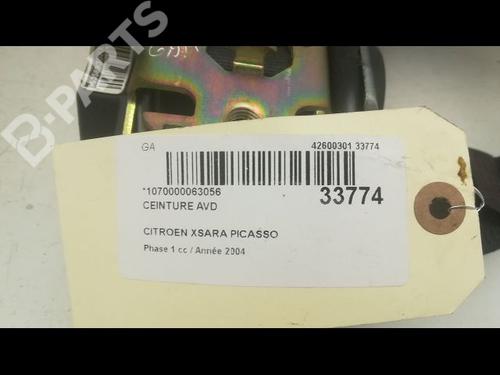 B-PARTS
GA
42600301 33774
*1070000063056
33774
CEINTURE AVD
CITROEN XSARA PICASSO
Phase 1 cc / Année 2004